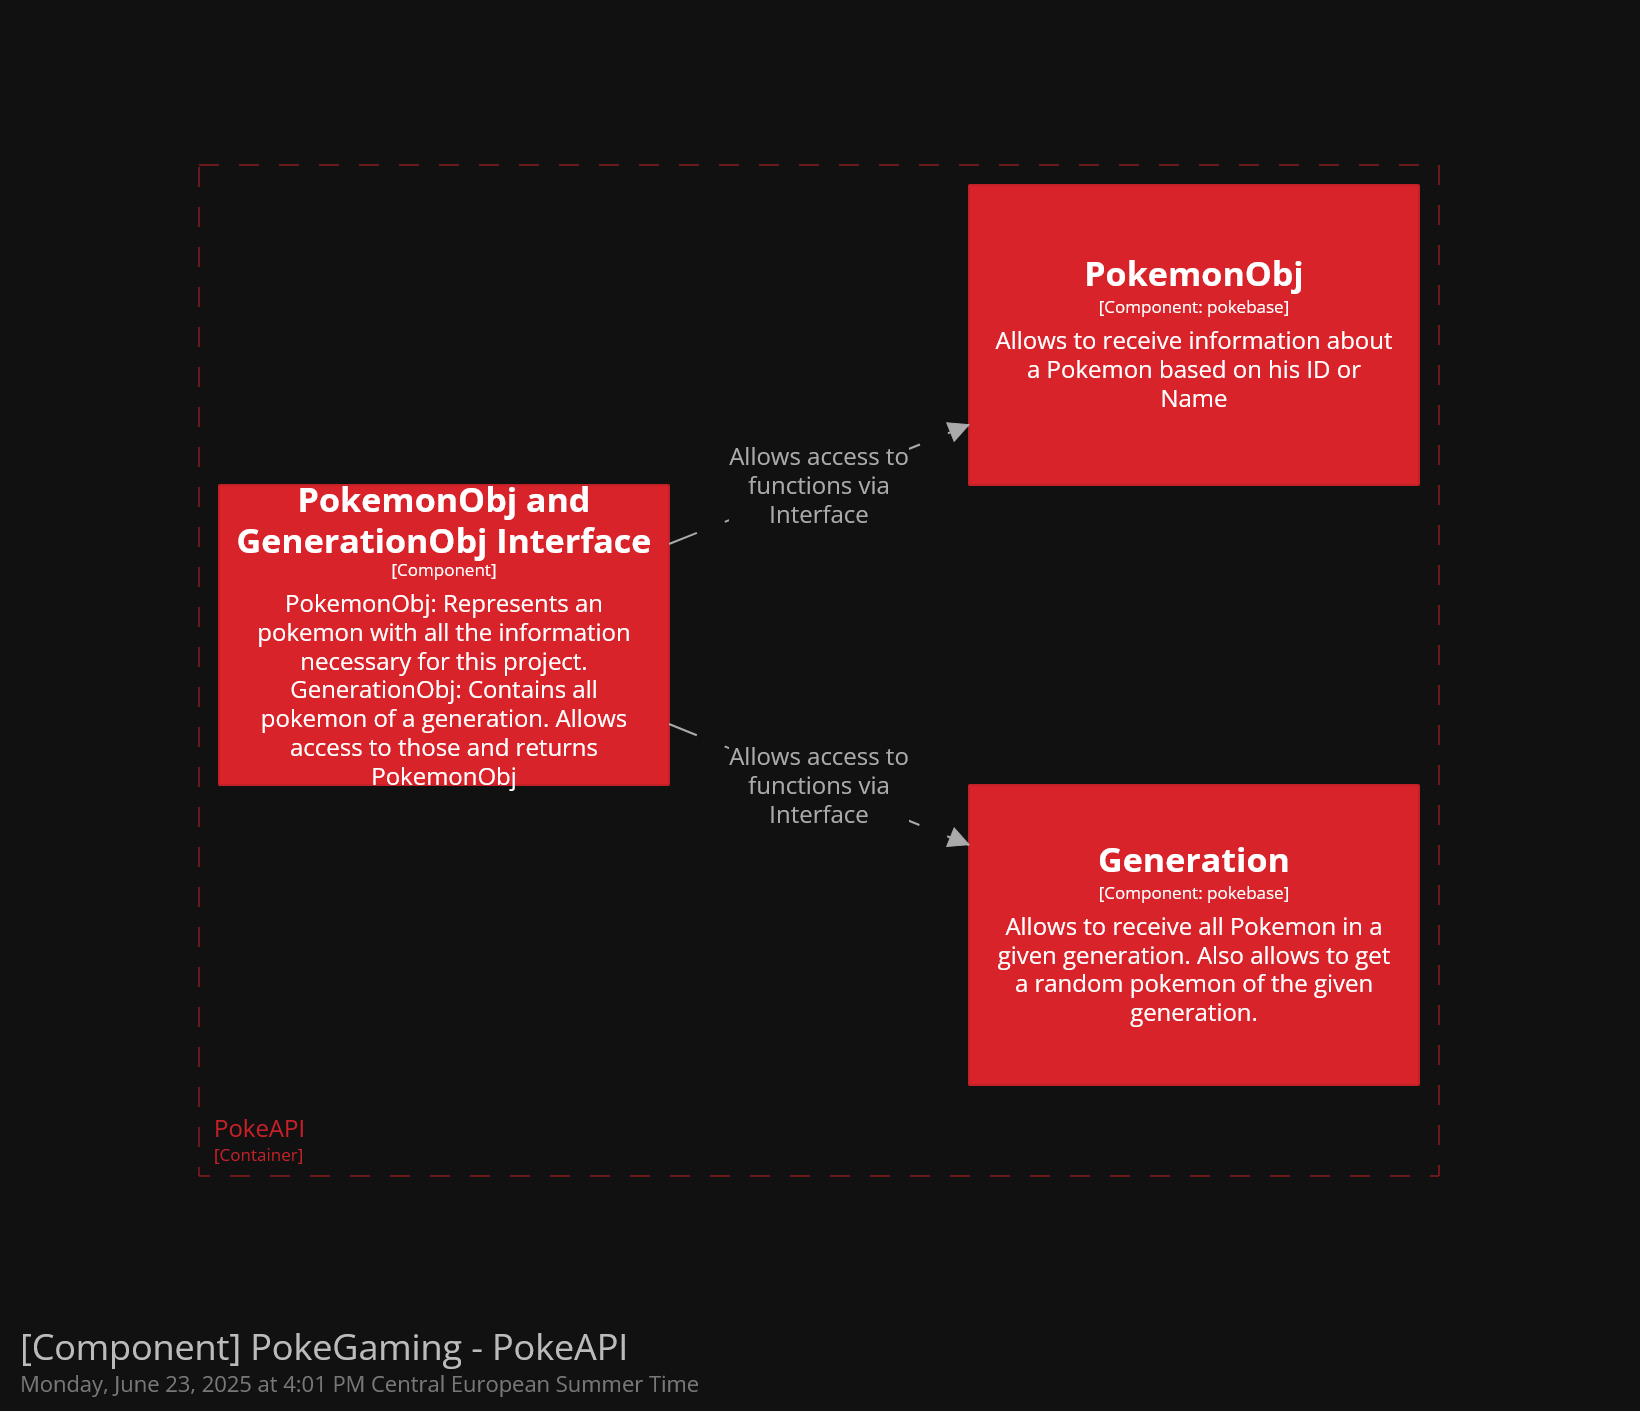 PokemonObj
[Component: pokebase]
Allows to receive information about
a Pokemon based on his ID or
Name
Allows access to
functions via
Interface
PokemonObj and
GenerationObj Interface
[Component]
PokemonObj: Represents an
pokemon with all the information
necessary for this project.
GenerationObj: Contains all
pokemon of a generation. Allows
access to those and returns
PokemonObj
Allows access to
functions via
Interface
Generation
[Component: pokebase]
Allows to receive all Pokemon in a
given generation. Also allows to get
a random pokemon of the given
generation.
PokeAPI
[Container]
[Component] PokeGaming - PokeAPI
Monday, June 23, 2025 at 4:01 PM Central European Summer Time